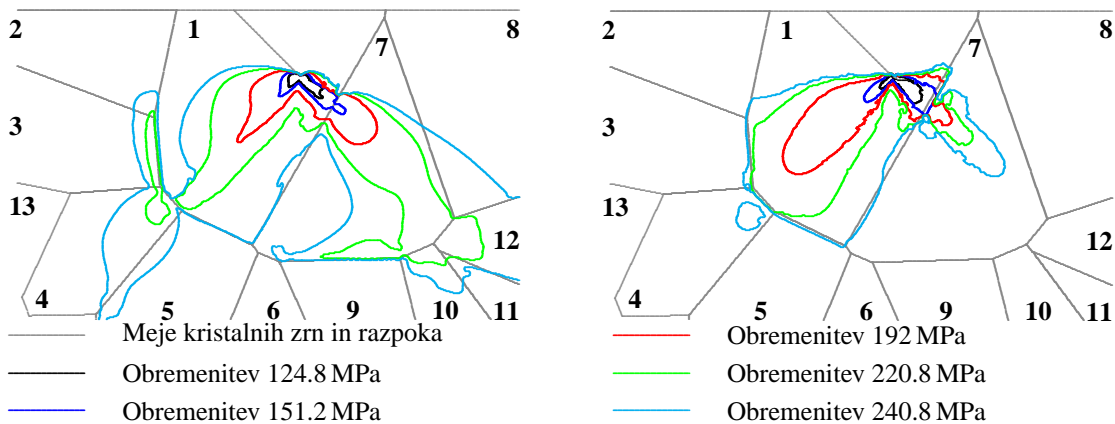 2 1 7 8
3
13
12
4 5 6 9 10 11
2 1 7 8
3
13
12
4 5 6 9 10 11
Meje kristalnih zrn in razpoka
Obremenitev 124.8 MPa
Obremenitev 151.2 MPa
Obremenitev 192 MPa
Obremenitev 220.8 MPa
Obremenitev 240.8 MPa